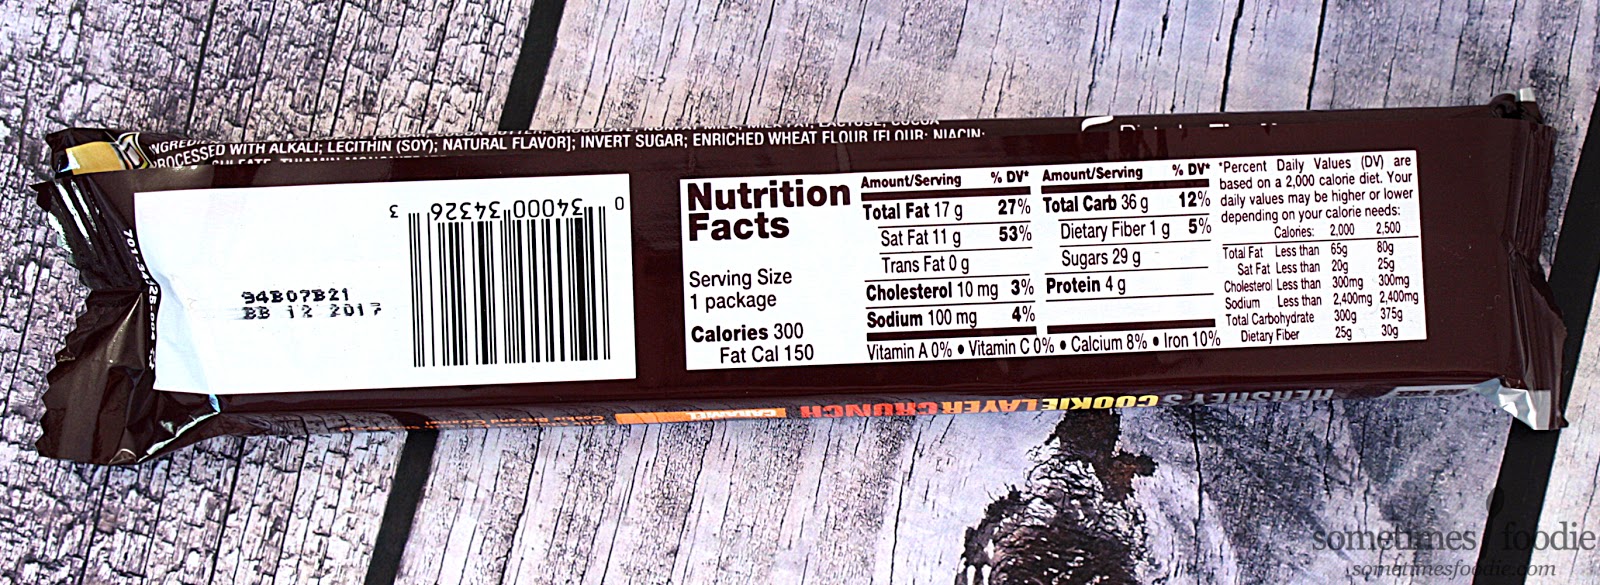 PROCESSED WITH ALKALI; LECITHIN (SOY); NATURAL FLAVOR]; INVERT SUGAR; ENRICHED WHEAT FLOUR [FLOUR; NIACIN;
94B07B21
BB 12 2017
0 34000 34326 3
Nutrition
Facts
Serving Size
1 package
Calories 300
Fat Cal 150
Amount/Serving % DV*
Total Fat 17 g 27%
Sat Fat 11 g 53%
Trans Fat 0 g
Cholesterol 10 mg 3%
Sodium 100 mg 4%
Amount/Serving % DV*
Total Carb 36 g 12%
Dietary Fiber 1 g 5%
Sugars 29 g
Protein 4 g
Vitamin A 0% • Vitamin C 0% • Calcium 8% • Iron 10%
*Percent Daily Values (DV) are
based on a 2,000 calorie diet. Your
daily values may be higher or lower
depending on your calorie needs:
Calories: 2,000 2,500
Total Fat Less than 65g 80g
Sat Fat Less than 20g 25g
Cholesterol Less than 300mg 300mg
Sodium Less than 2,400mg 2,400mg
Total Carbohydrate 300g 375g
Dietary Fiber 25g 30g
HERSHEY'S COOKIE LAYER CRUNCH
CARAMEL
sometimes foodie
sometimesfoodie.com